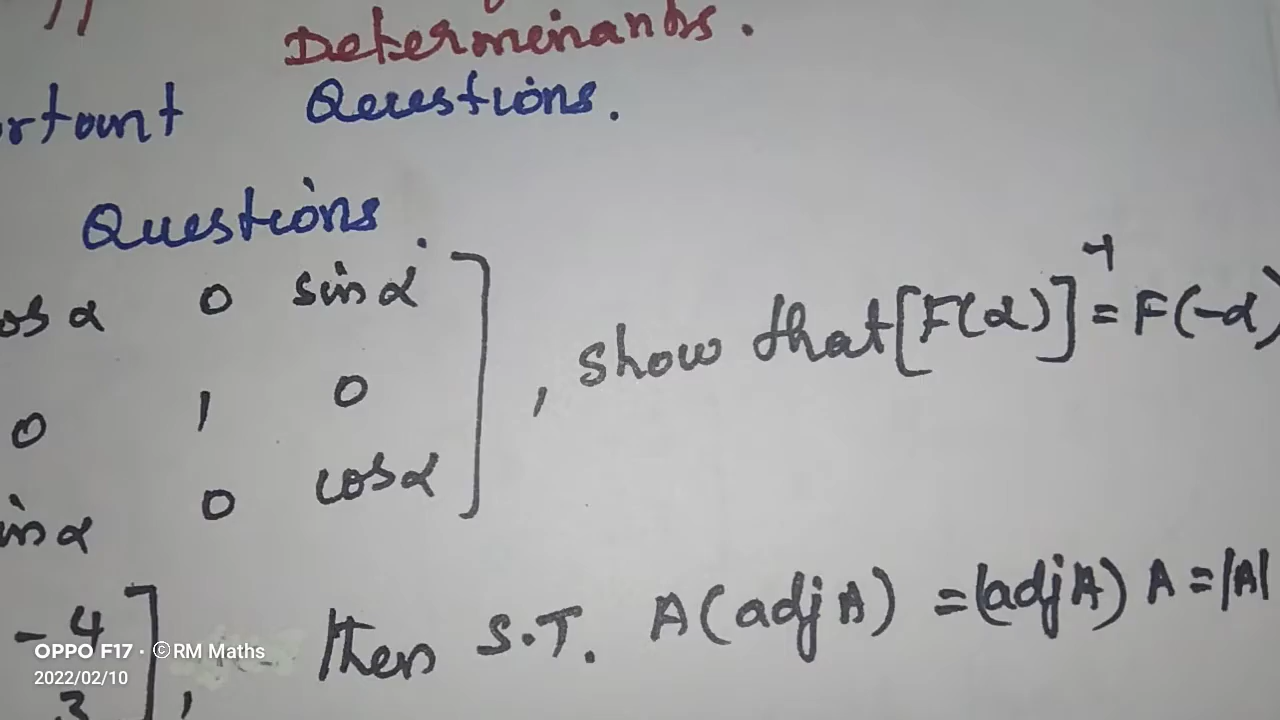 Determinants.
ortant Questions.
Questions.
os α 0 sin α
, show that [F(α)]⁻¹ = F(-α)
0 1 0
in α 0 cos α
- 4
, then S.T. A(adj A) = (adj A) A = |A|
3
OPPO F17 · ©RM Maths
2022/02/10